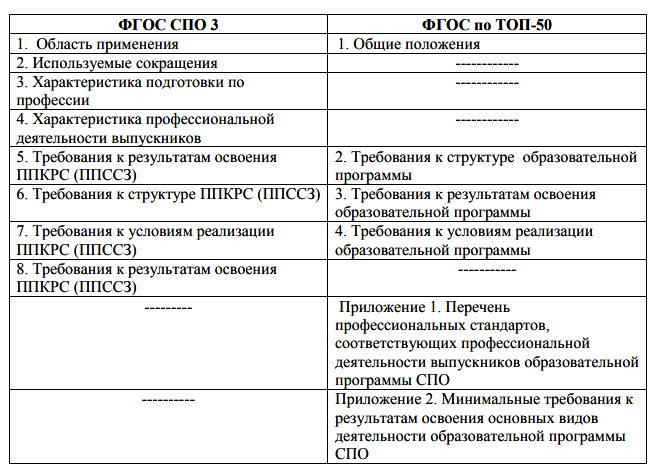 ФГОС СПО 3
ФГОС по ТОП-50
1. Область применения
1. Общие положения
2. Используемые сокращения
------------
3. Характеристика подготовки по
профессии
------------
4. Характеристика профессиональной
деятельности выпускников
------------
5. Требования к результатам освоения
ППКРС (ППССЗ)
2. Требования к структуре образовательной
программы
6. Требования к структуре ППКРС (ППССЗ)
3. Требования к результатам освоения
образовательной программы
7. Требования к условиям реализации
ППКРС (ППССЗ)
4. Требования к условиям реализации
образовательной программы
8. Требования к результатам освоения
ППКРС (ППССЗ)
-----------
---------
Приложение 1. Перечень
профессиональных стандартов,
соответствующих профессиональной
деятельности выпускников образовательной
программы СПО
----------
Приложение 2. Минимальные требования к
результатам освоения основных видов
деятельности образовательной программы
СПО